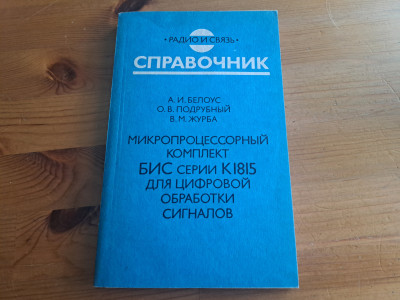 • РАДИО И СВЯЗЬ •
СПРАВОЧНИК
А. И. БЕЛОУС
О. В. ПОДРУБНЫЙ
В. М. ЖУРБА
МИКРОПРОЦЕССОРНЫЙ
КОМПЛЕКТ
БИС СЕРИИ К1815
ДЛЯ ЦИФРОВОЙ
ОБРАБОТКИ
СИГНАЛОВ